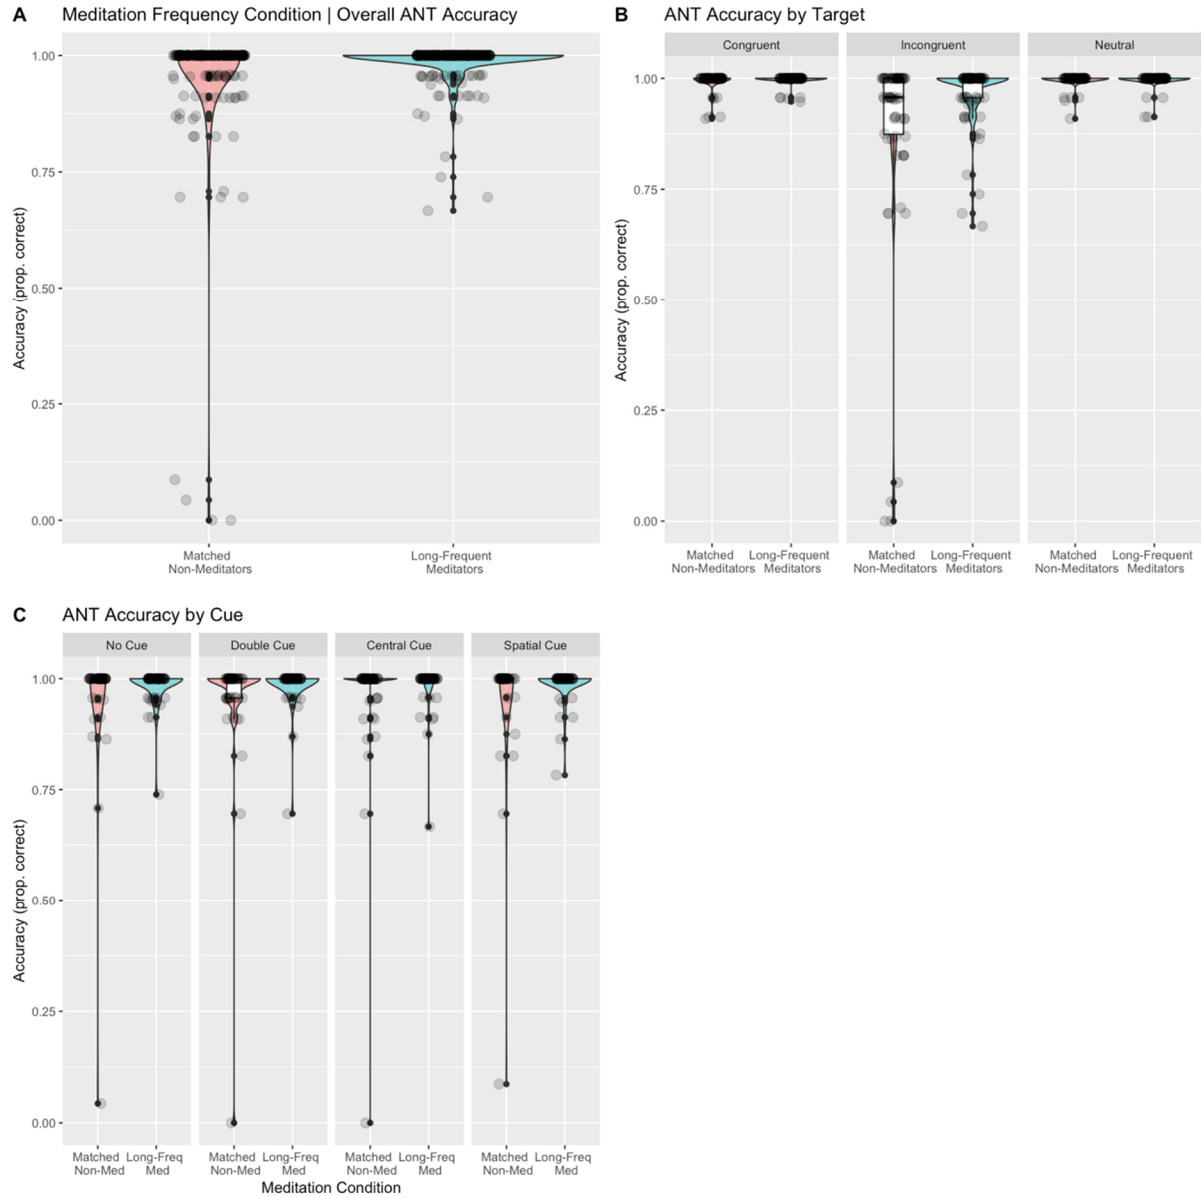 A Meditation Frequency Condition | Overall ANT Accuracy
Accuracy (prop. correct)
1.00
0.75
0.50
0.25
0.00
Matched
Non-Meditators
Long-Frequent
Meditators
B ANT Accuracy by Target
Congruent
Incongruent
Neutral
Accuracy (prop. correct)
1.00
0.75
0.50
0.25
0.00
Matched
Non-Meditators
Long-Frequent
Meditators
Matched
Non-Meditators
Long-Frequent
Meditators
Matched
Non-Meditators
Long-Frequent
Meditators
C ANT Accuracy by Cue
No Cue
Double Cue
Central Cue
Spatial Cue
Accuracy (prop. correct)
1.00
0.75
0.50
0.25
0.00
Matched
Non-Med
Long-Freq
Med
Matched
Non-Med
Long-Freq
Med
Matched
Non-Med
Long-Freq
Med
Matched
Non-Med
Long-Freq
Med
Meditation Condition